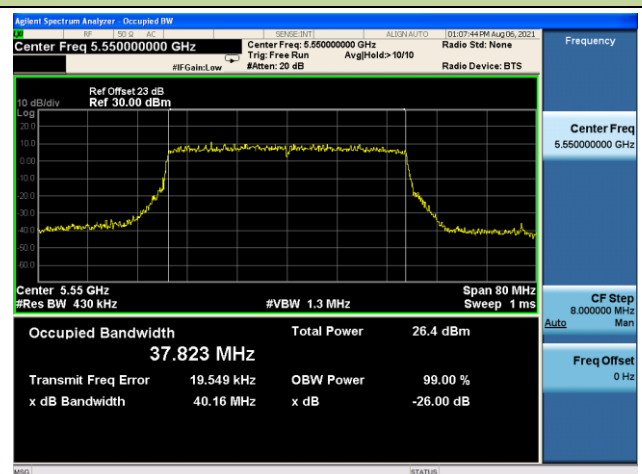 Agilent Spectrum Analyzer - Occupied BW
RF 50 Ω AC SENSE:INT ALIGN AUTO 01:07:44 PM Aug 06, 2021
Center Freq 5.550000000 GHz Center Freq: 5.550000000 GHz Radio Std: None Frequency
Trig: Free Run Avg|Hold:>10/10
#IFGain:Low #Atten: 20 dB Radio Device: BTS
Ref Offset 23 dB
10 dB/div Ref 30.00 dBm
Log
20.0
10.0
0.00
-10.0
-20.0
-30.0
-40.0
-50.0
-60.0
Center Freq
5.550000000 GHz
Center 5.55 GHz Span 80 MHz
#Res BW 430 kHz #VBW 1.3 MHz Sweep 1 ms
CF Step
8.000000 MHz
Auto Man
Occupied Bandwidth Total Power 26.4 dBm
37.823 MHz
Freq Offset
0 Hz
Transmit Freq Error 19.549 kHz OBW Power 99.00 %
x dB Bandwidth 40.16 MHz x dB -26.00 dB
MSG STATUS